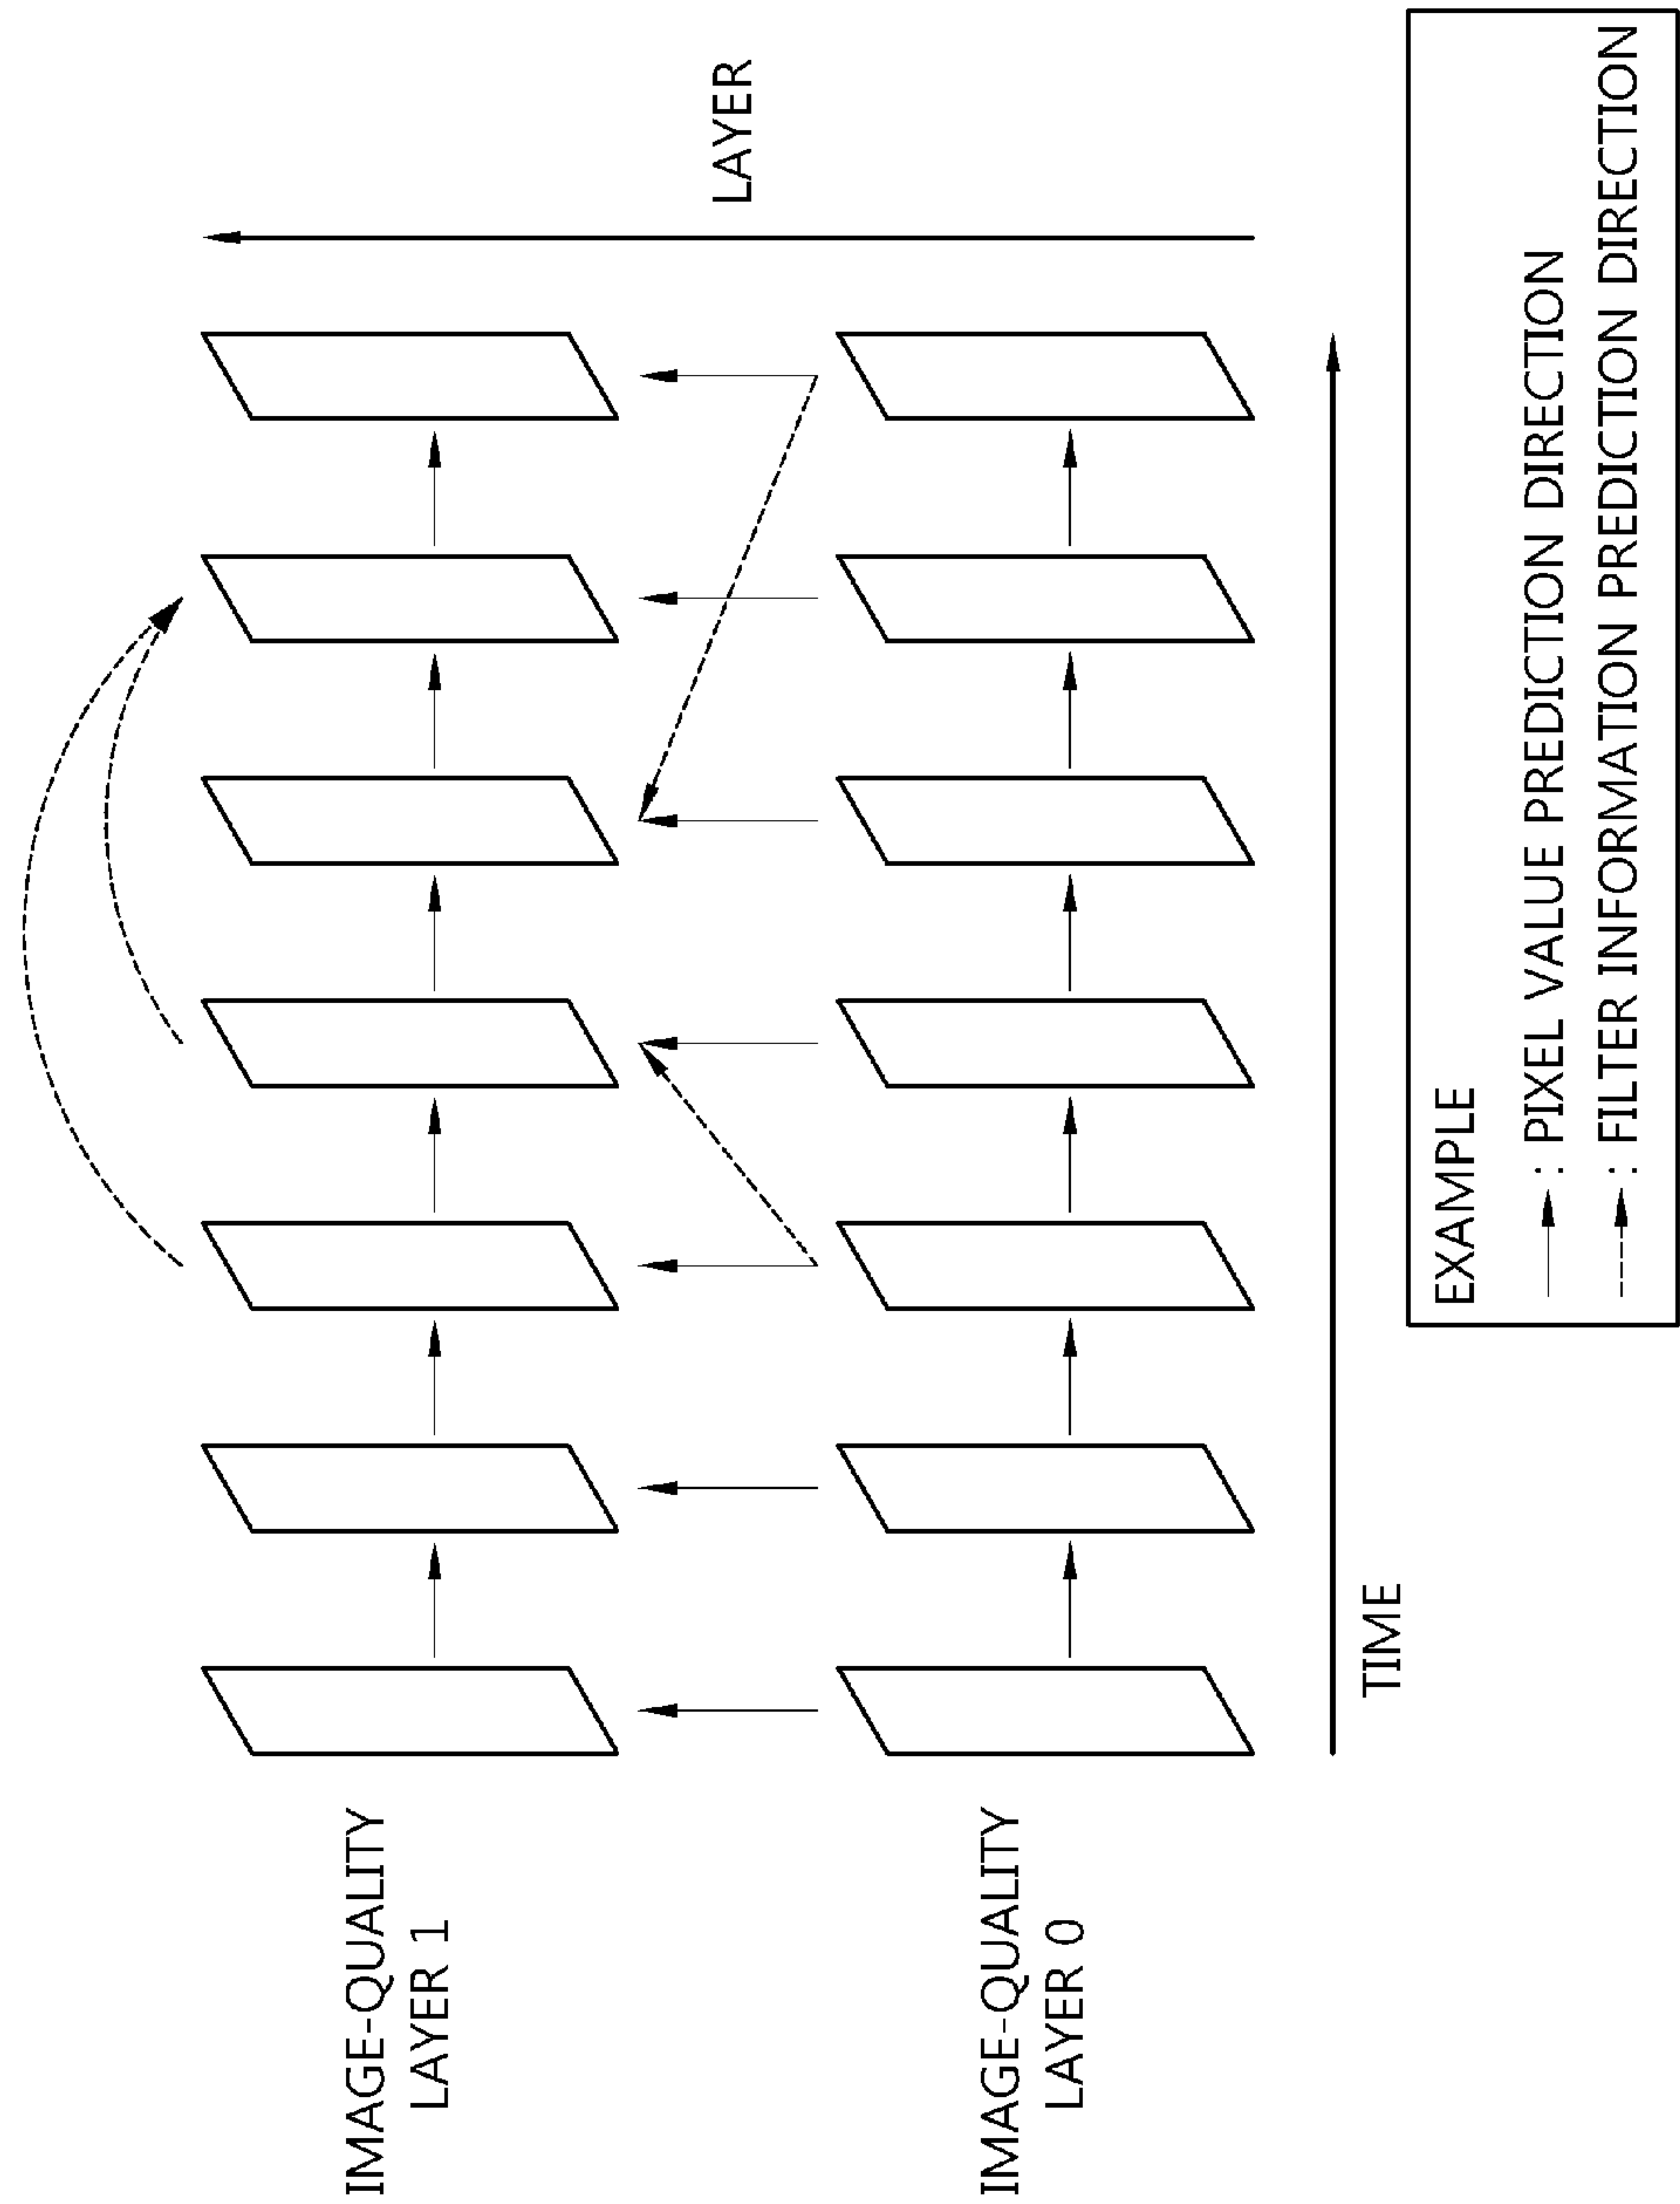 LAYER
IMAGE-QUALITY
LAYER 1
IMAGE-QUALITY
LAYER 0
TIME
EXAMPLE
: PIXEL VALUE PREDICTION DIRECTION
: FILTER INFORMATION PREDICTION DIRECTION